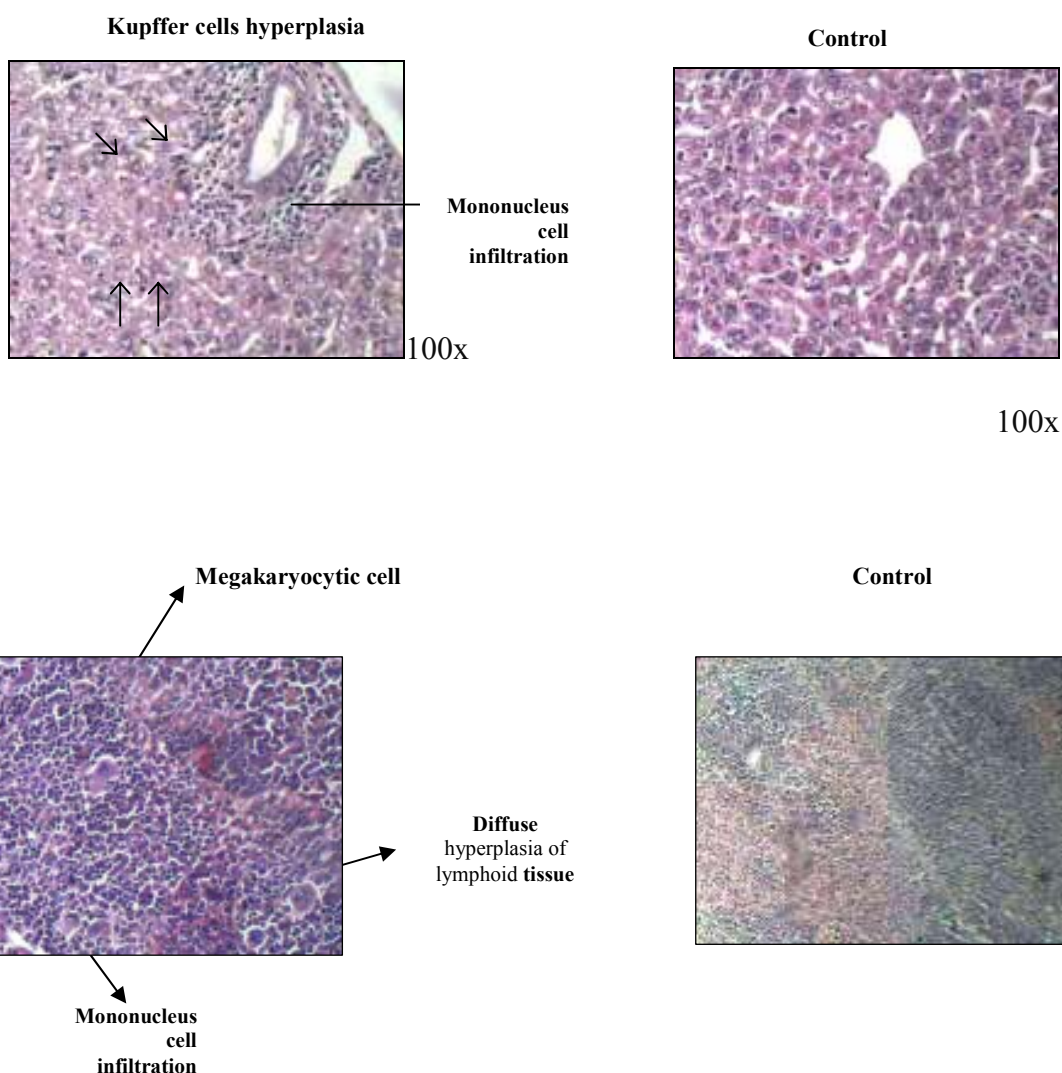 Kupffer cells hyperplasia
Control
Mononucleus
cell
infiltration
100x
100x
Megakaryocytic cell
Control
Diffuse
hyperplasia of
lymphoid tissue
Mononucleus
cell
infiltration